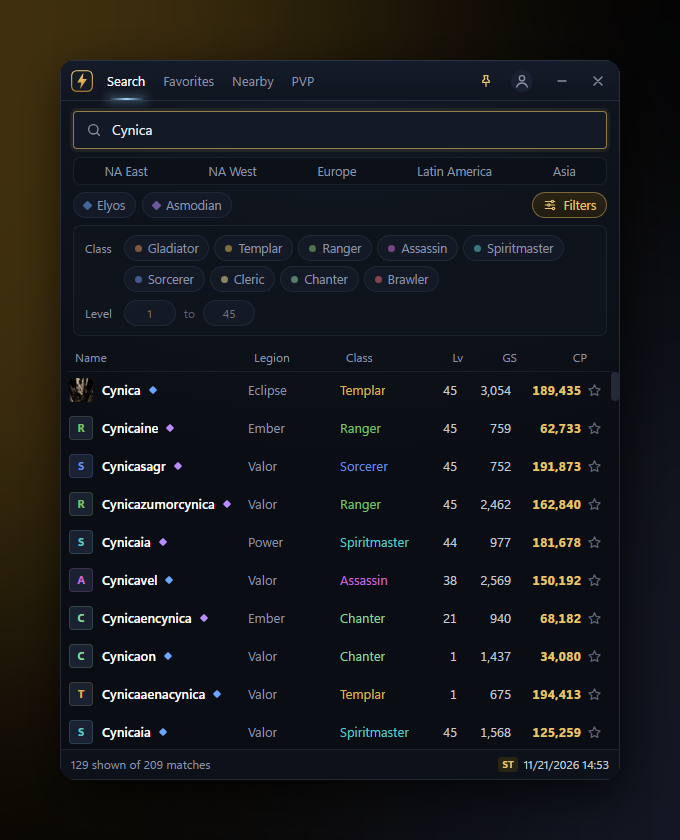 Search Favorites Nearby PVP
Cynica
NA East NA West Europe Latin America Asia
Elyos Asmodian Filters
Class Gladiator Templar Ranger Assassin Spiritmaster
Sorcerer Cleric Chanter Brawler
Level 1 to 45
Name Legion Class Lv GS CP
Cynica Eclipse Templar 45 3,054 189,435
R Cynicaine Ember Ranger 45 759 62,733
S Cynicasagr Valor Sorcerer 45 752 191,873
R Cynicazumorcynica Valor Ranger 45 2,462 162,840
S Cynicaia Power Spiritmaster 44 977 181,678
A Cynicavel Valor Assassin 38 2,569 150,192
C Cynicaencynica Ember Chanter 21 940 68,182
C Cynicaon Valor Chanter 1 1,437 34,080
T Cynicaaenacynica Valor Templar 1 675 194,413
S Cynicaia Valor Spiritmaster 45 1,568 125,259
129 shown of 209 matches ST 11/21/2026 14:53